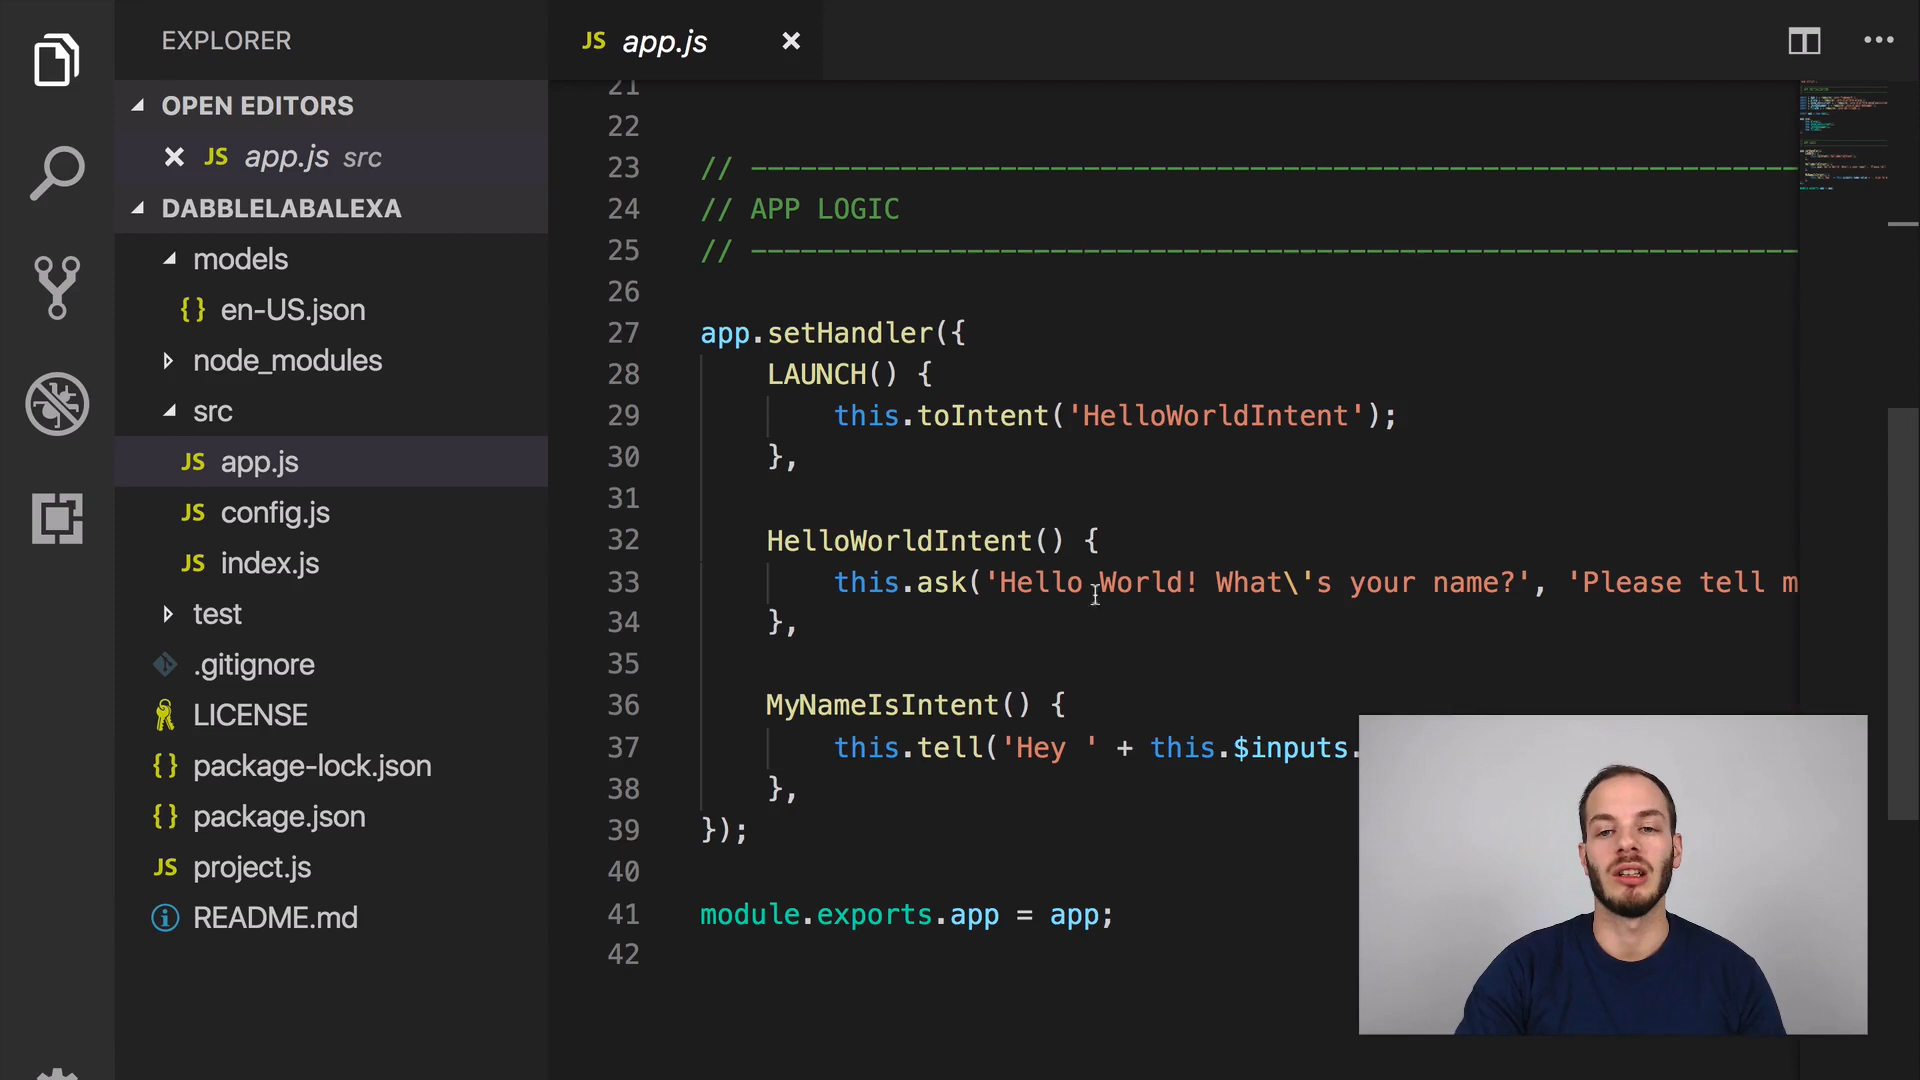 EXPLORER
OPEN EDITORS
JS app.js src
DABBLELABALEXA
models
{} en-US.json
node_modules
src
JS app.js
JS config.js
JS index.js
test
.gitignore
LICENSE
{} package-lock.json
{} package.json
JS project.js
README.md
JS app.js
21
22
23 // ----------------------------------------------------------------
24 // APP LOGIC
25 // ----------------------------------------------------------------
26
27 app.setHandler({
28 LAUNCH() {
29 this.toIntent('HelloWorldIntent');
30 },
31
32 HelloWorldIntent() {
33 this.ask('Hello World! What\'s your name?', 'Please tell m
34 },
35
36 MyNameIsIntent() {
37 this.tell('Hey ' + this.$inputs.
38 },
39 });
40
41 module.exports.app = app;
42